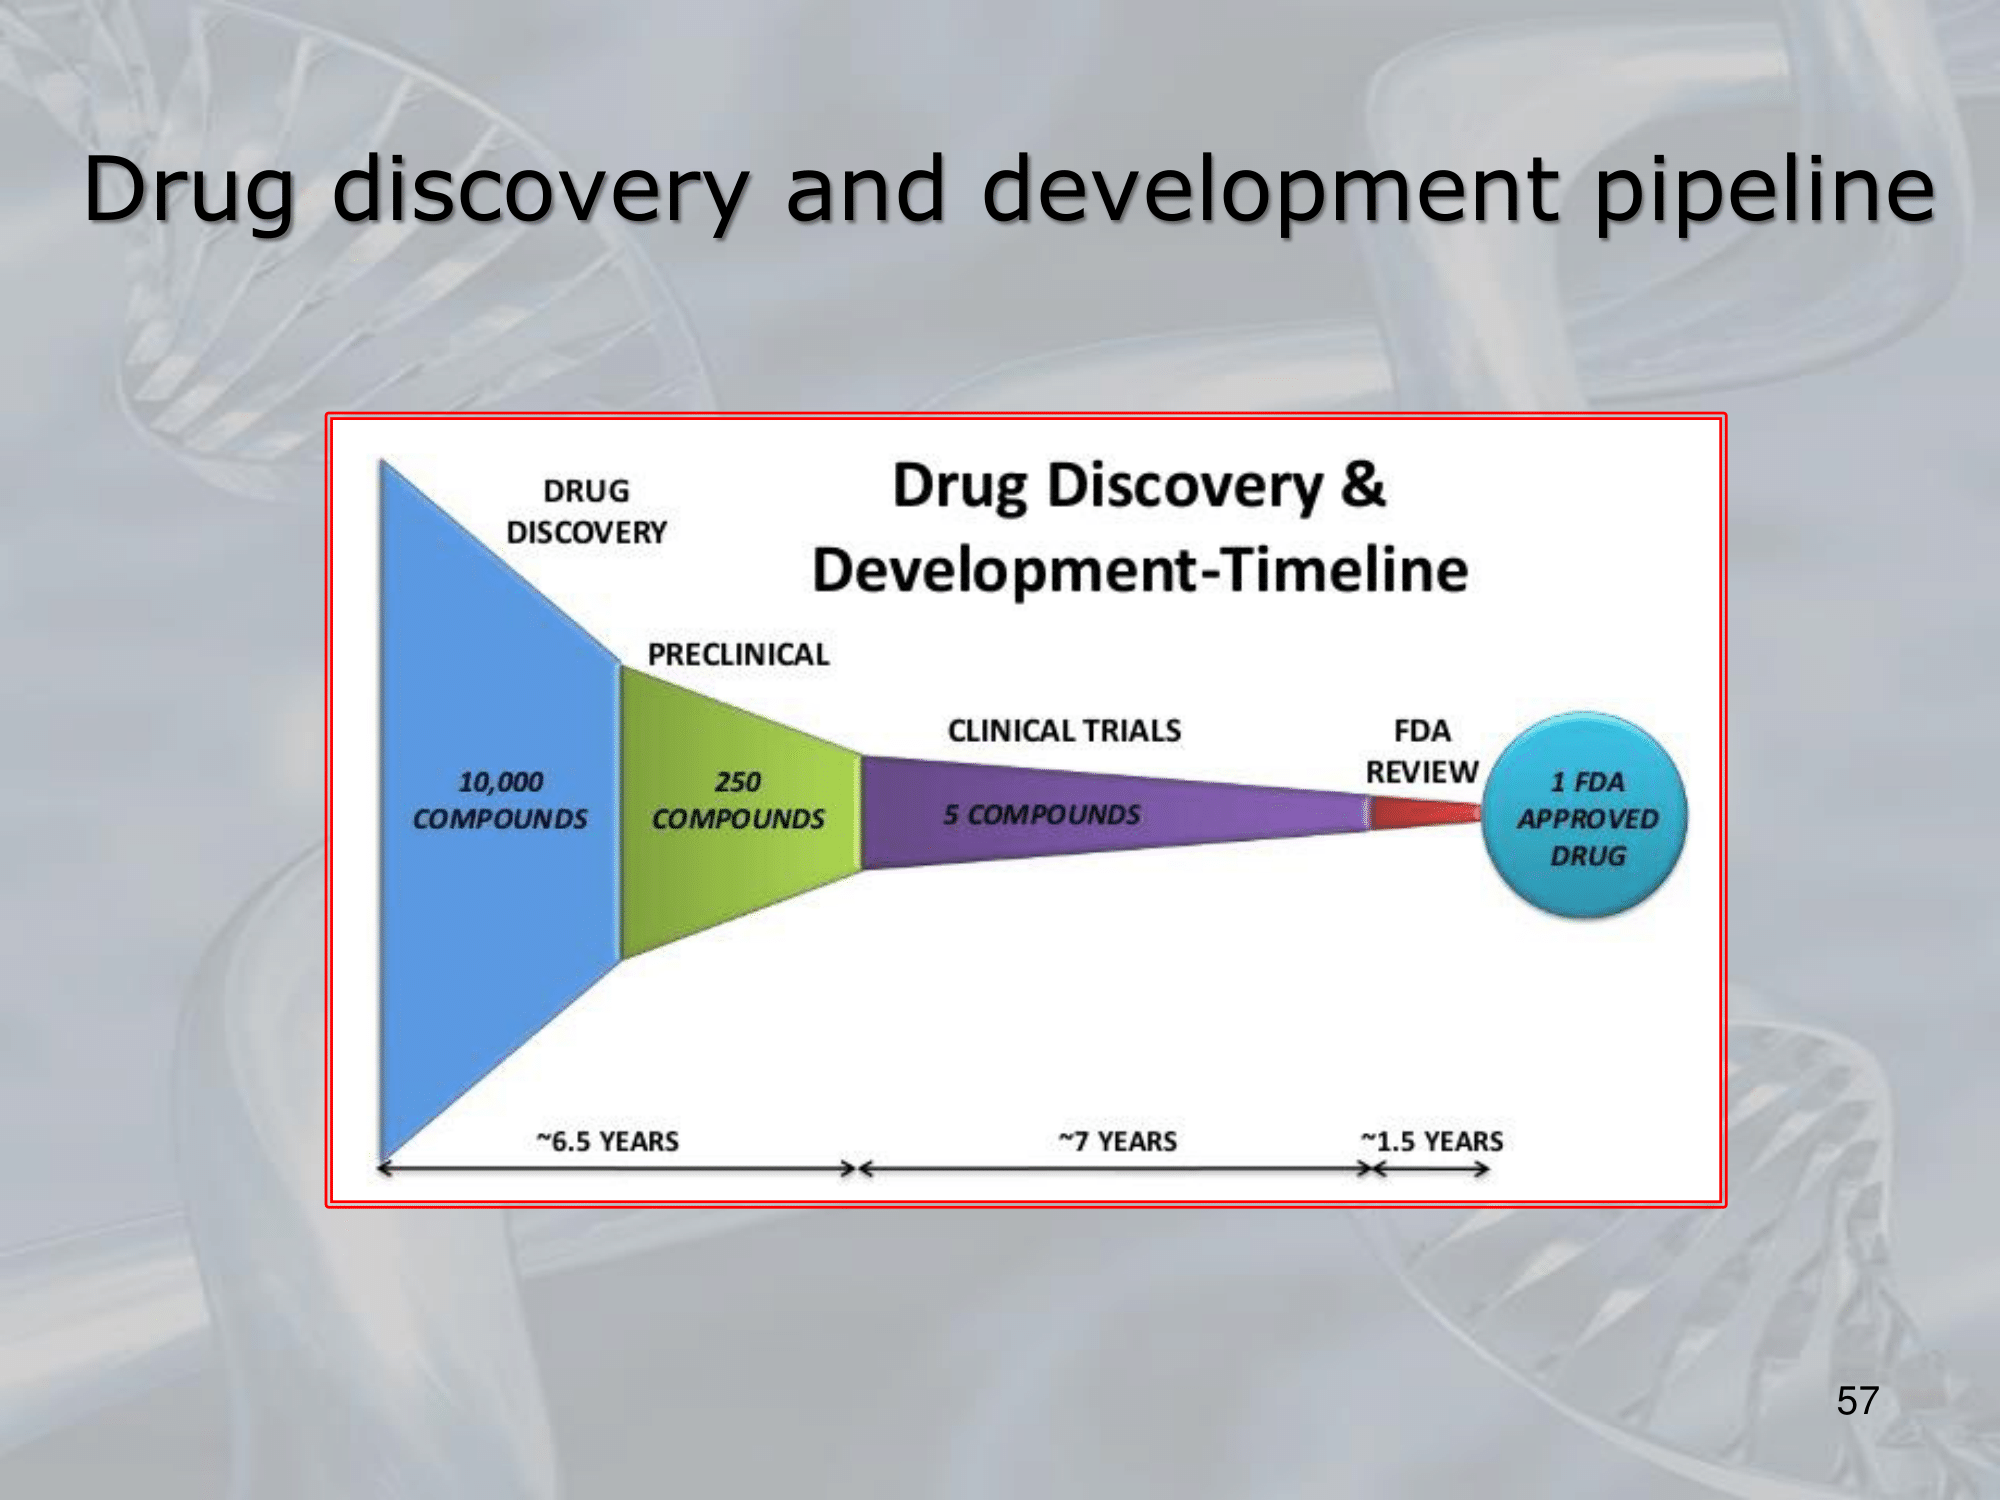 Drug discovery and development pipeline
Drug Discovery &
Development-Timeline
DRUG
DISCOVERY
PRECLINICAL
CLINICAL TRIALS
FDA
REVIEW
10,000
COMPOUNDS
250
COMPOUNDS
5 COMPOUNDS
1 FDA
APPROVED
DRUG
~6.5 YEARS
~7 YEARS
~1.5 YEARS
57